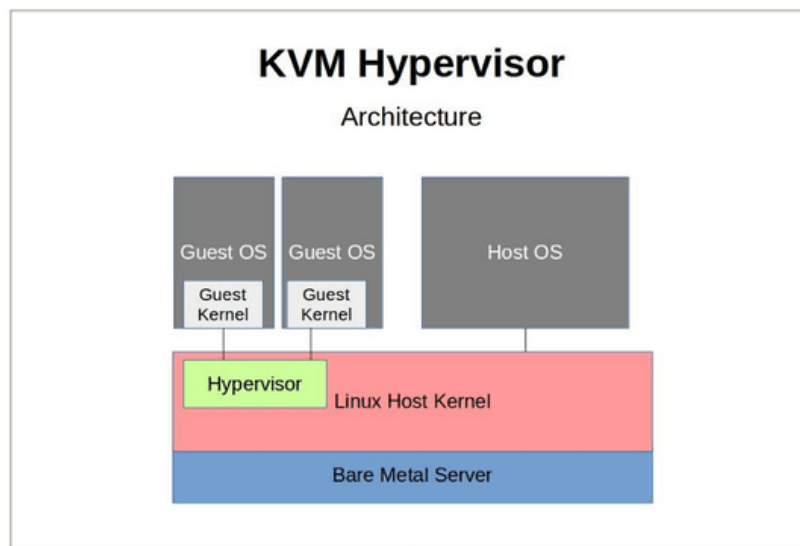 KVM Hypervisor
Architecture
Guest OS
Guest OS
Host OS
Guest
Kernel
Guest
Kernel
Hypervisor
Linux Host Kernel
Bare Metal Server